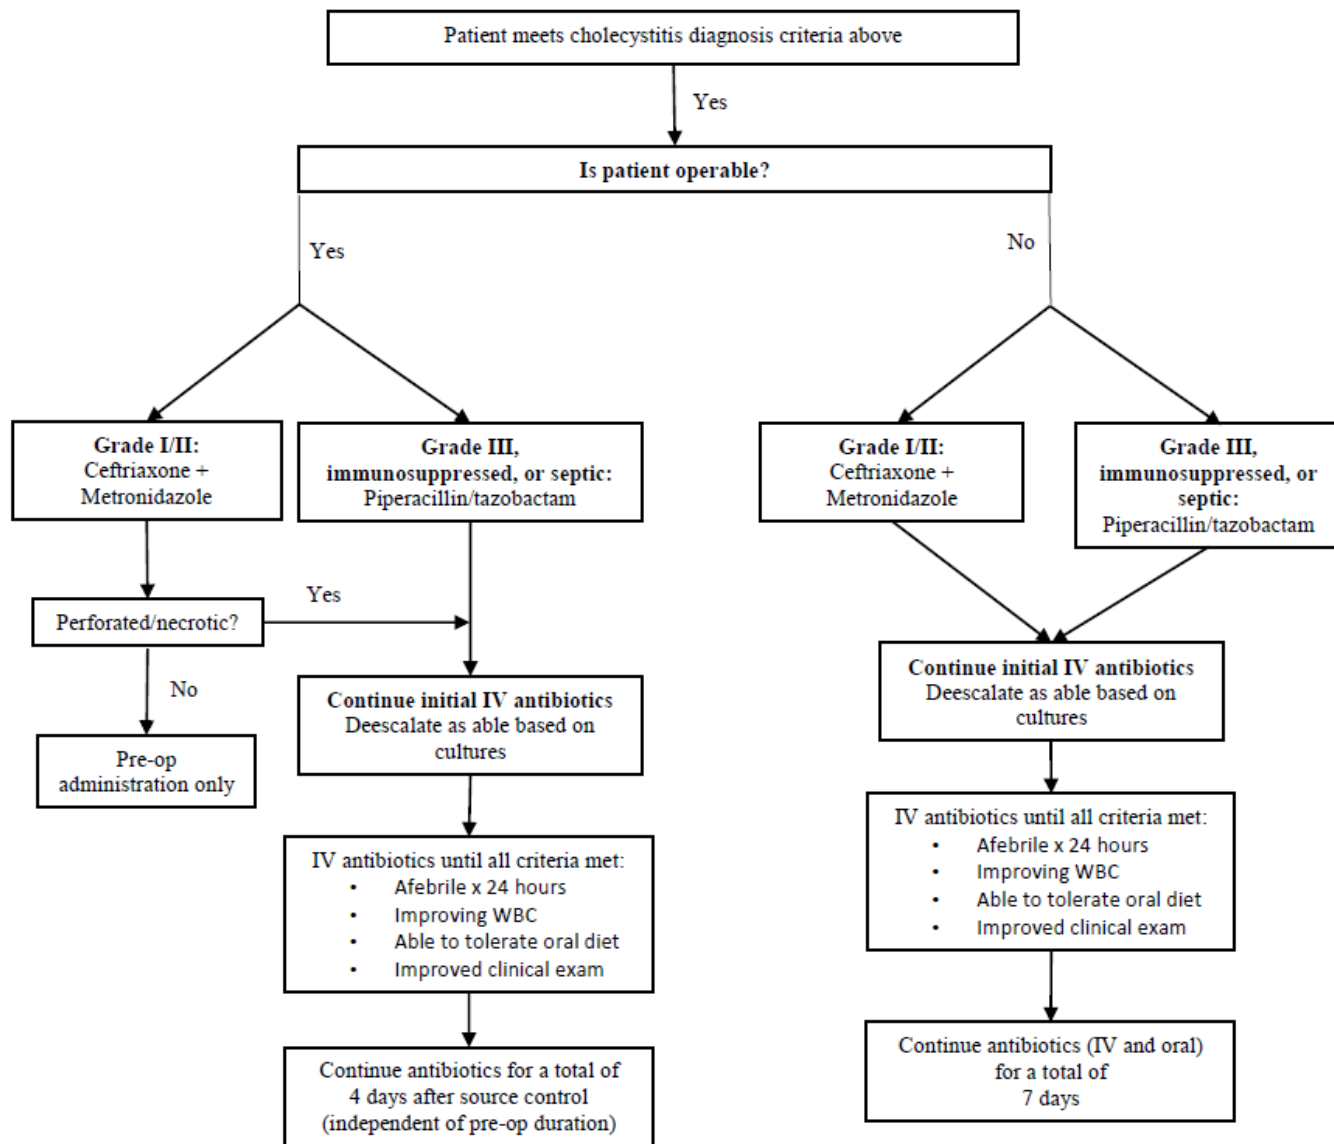 Patient meets cholecystitis diagnosis criteria above
Yes
Is patient operable?
Yes
No
Grade I/II:
Ceftriaxone +
Metronidazole
Grade III,
immunosuppressed, or septic:
Piperacillin/tazobactam
Grade I/II:
Ceftriaxone +
Metronidazole
Grade III,
immunosuppressed, or
septic:
Piperacillin/tazobactam
Perforated/necrotic?
Yes
No
Pre-op
administration only
Continue initial IV antibiotics
Deescalate as able based on
cultures
IV antibiotics until all criteria met:
• Afebrile x 24 hours
• Improving WBC
• Able to tolerate oral diet
• Improved clinical exam
Continue antibiotics for a total of
4 days after source control
(independent of pre-op duration)
Continue initial IV antibiotics
Deescalate as able based on
cultures
IV antibiotics until all criteria met:
• Afebrile x 24 hours
• Improving WBC
• Able to tolerate oral diet
• Improved clinical exam
Continue antibiotics (IV and oral)
for a total of
7 days